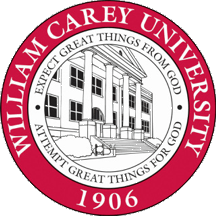 WILLIAM CAREY UNIVERSITY
• EXPECT GREAT THINGS FROM GOD •
ATTEMPT GREAT THINGS FOR GOD
1906